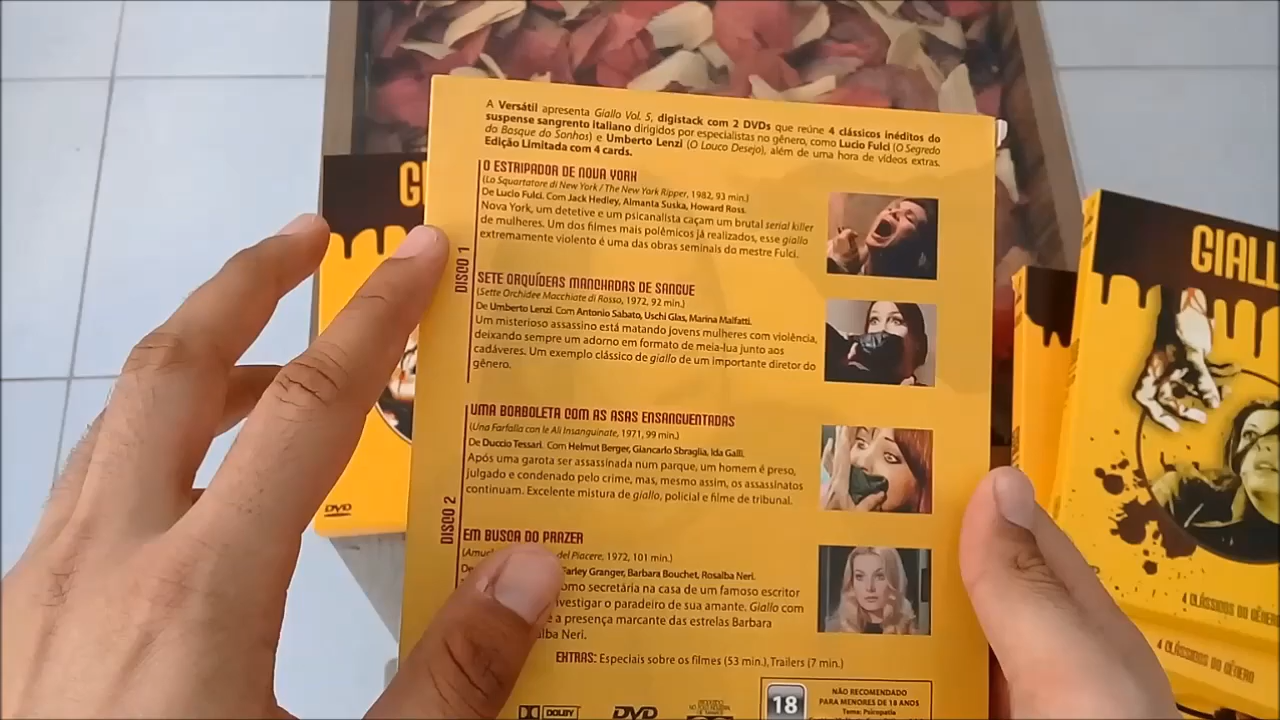 A Versátil apresenta Giallo Vol. 5, digistack com 2 DVDs que reúne 4 clássicos inéditos do
suspense sangrento italiano dirigidos por especialistas no gênero, como Lucio Fulci (O Segredo
do Bosque do Sonhos) e Umberto Lenzi (O Louco Desejo), além de uma hora de vídeos extras.
Edição Limitada com 4 cards.
DISCO 1
O ESTRIPADOR DE NOVA YORK
(Lo Squartatore di New York / The New York Ripper, 1982, 93 min.)
De Lucio Fulci. Com Jack Hedley, Almanta Suska, Howard Ross.
Nova York, um detetive e um psicanalista caçam um brutal serial killer
de mulheres. Um dos filmes mais polêmicos já realizados, esse giallo
extremamente violento é uma das obras seminais do mestre Fulci.
SETE ORQUÍDEAS MANCHADAS DE SANGUE
(Sette Orchidee Macchiate di Rosso, 1972, 92 min.)
De Umberto Lenzi. Com Antonio Sabato, Uschi Glas, Marina Malfatti.
Um misterioso assassino está matando jovens mulheres com violência,
deixando sempre um adorno em formato de meia-lua junto aos
cadáveres. Um exemplo clássico de giallo de um importante diretor do
gênero.
DISCO 2
UMA BORBOLETA COM AS ASAS ENSANGUENTADAS
(Una Farfalla con le Ali Insanguinate, 1971, 99 min.)
De Duccio Tessari. Com Helmut Berger, Giancarlo Sbraglia, Ida Galli.
Após uma garota ser assassinada num parque, um homem é preso,
julgado e condenado pelo crime, mas, mesmo assim, os assassinatos
continuam. Excelente mistura de giallo, policial e filme de tribunal.
EM BUSCA DO PRAZER
del Piacere, 1972, 101 min.)
De Farley Granger, Barbara Bouchet, Rosalba Neri.
como secretária na casa de um famoso escritor
investigar o paradeiro de sua amante. Giallo com
e a presença marcante das estrelas Barbara
alba Neri.
EXTRAS: Especiais sobre os filmes (53 min.), Trailers (7 min.)
DOLBY
DVD
18
NÃO RECOMENDADO
PARA MENORES DE 18 ANOS
Tema: Psicopatia
GI
DVD
GIALL
4 CLÁSSICOS DO GÊNER
4 CLÁSSICOS DO GÊNERO